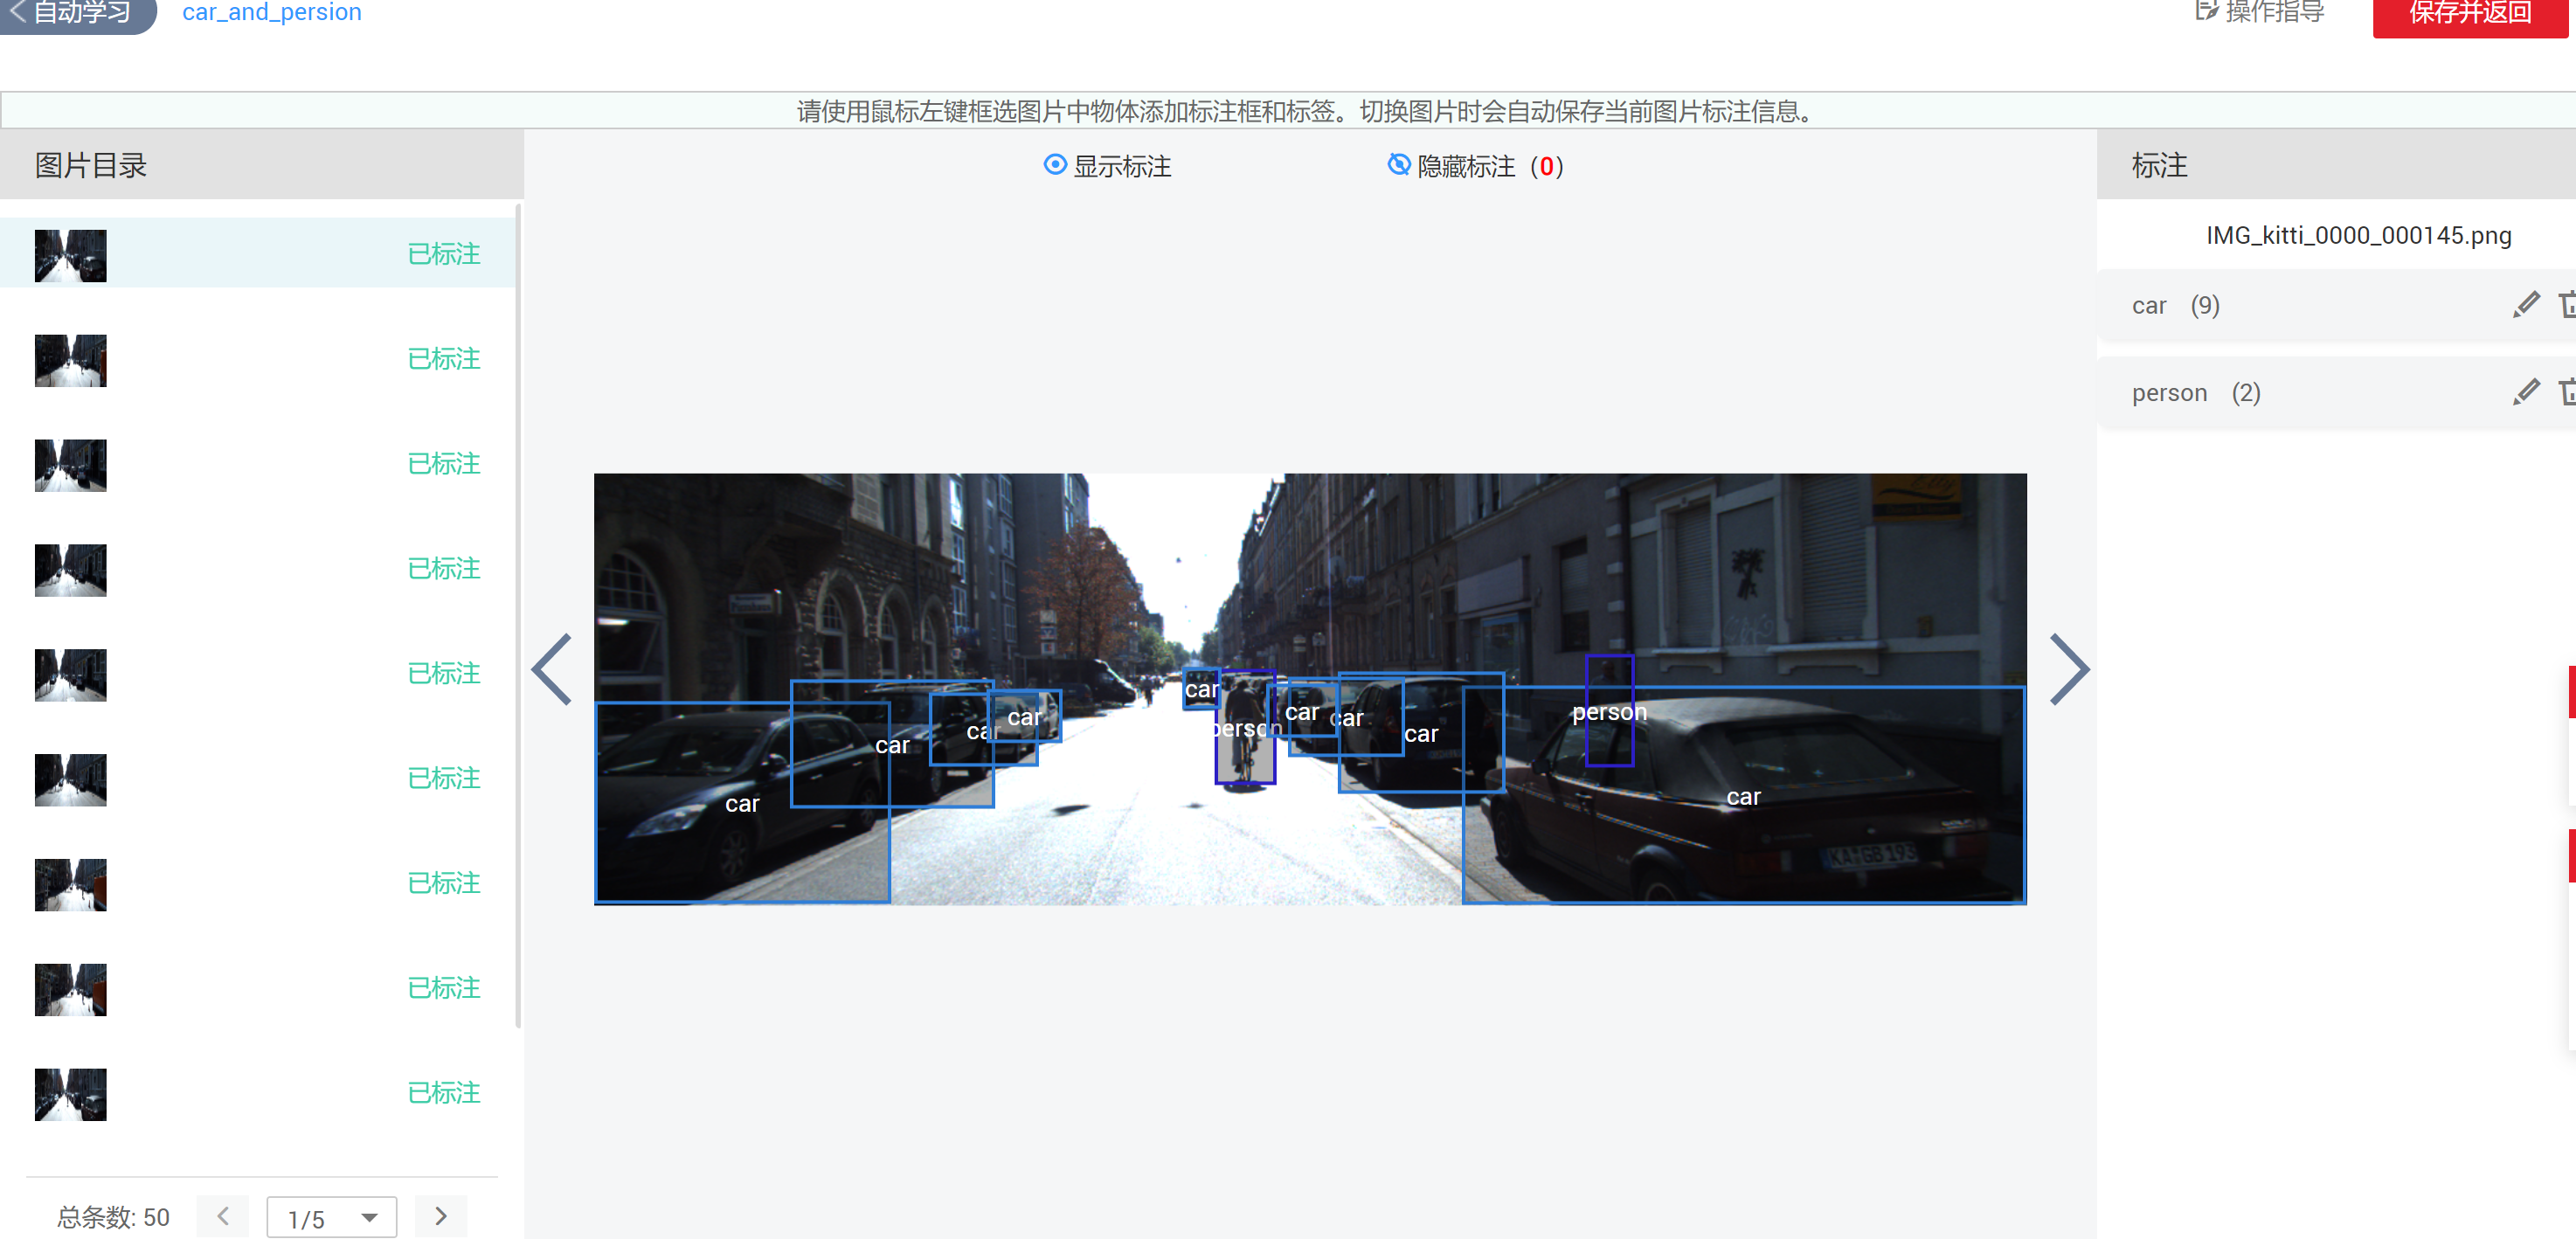 自动学习
car_and_persion
操作指导
保存并返回
请使用鼠标左键框选图片中物体添加标注框和标签。切换图片时会自动保存当前图片标注信息。
图片目录
显示标注
隐藏标注（0）
标注
IMG_kitti_0000_000145.png
car (9)
person (2)
已标注
已标注
已标注
已标注
已标注
已标注
已标注
已标注
已标注
car
car
car
car
car
person
car
car
car
person
car
KA GB 193
总条数: 50
1/5